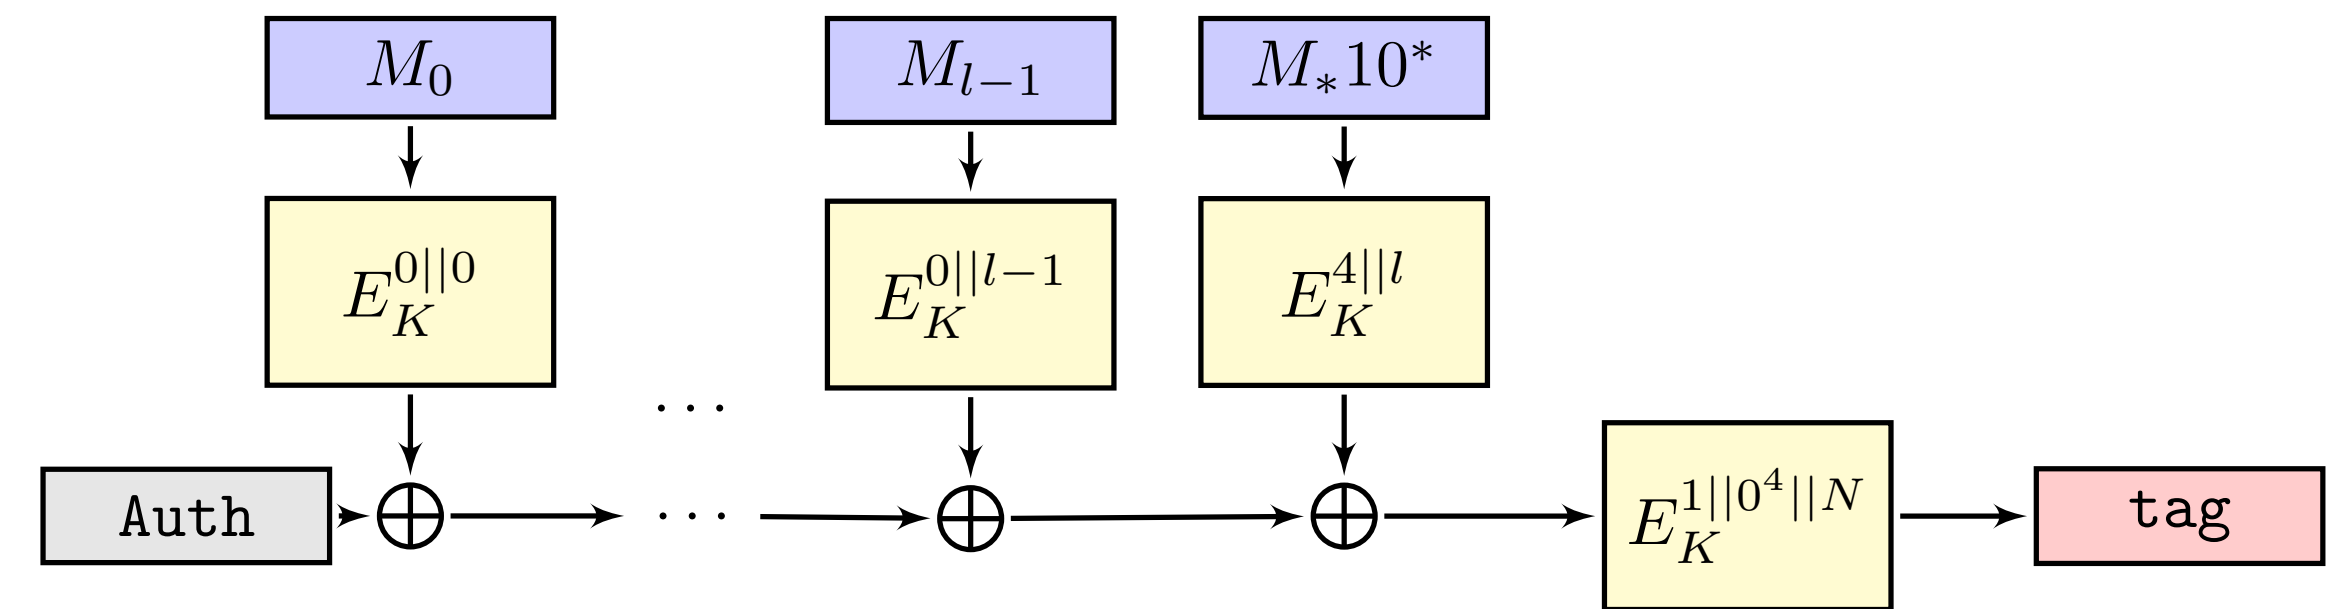 M_0 M_{l-1} M_*10^*
E_K^{0||0} E_K^{0||l-1} E_K^{4||l}
· · ·
Auth · · · E_K^{1||0^4||N} tag